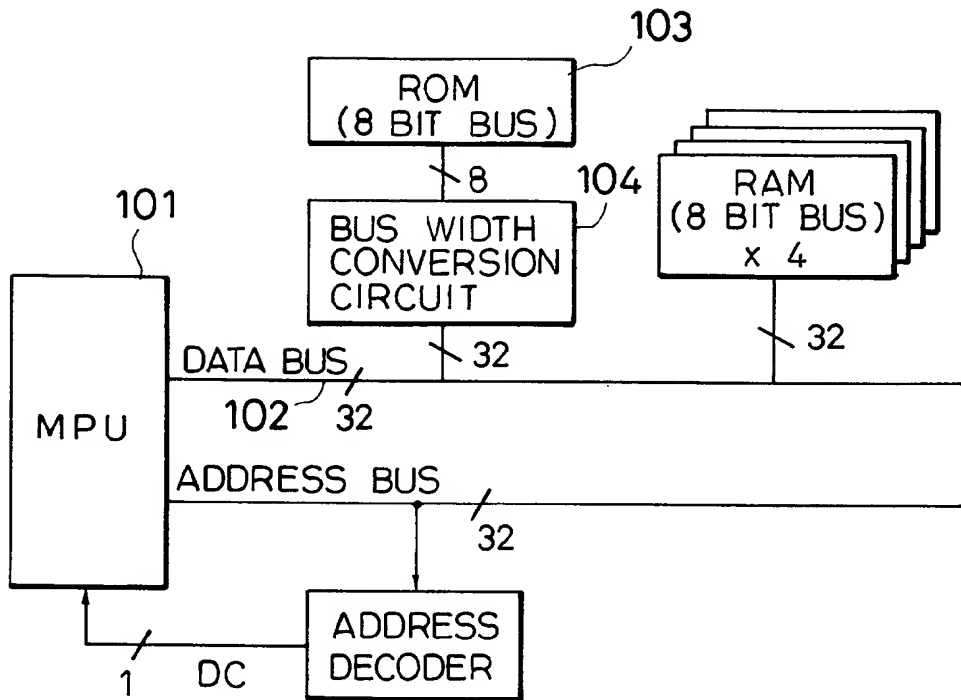 103
ROM
(8 BIT BUS)
8
104
BUS WIDTH
CONVERSION
CIRCUIT
RAM
(8 BIT BUS)
x 4
101
32
32
DATA BUS
102
32
MPU
ADDRESS BUS
32
ADDRESS
DECODER
1
DC